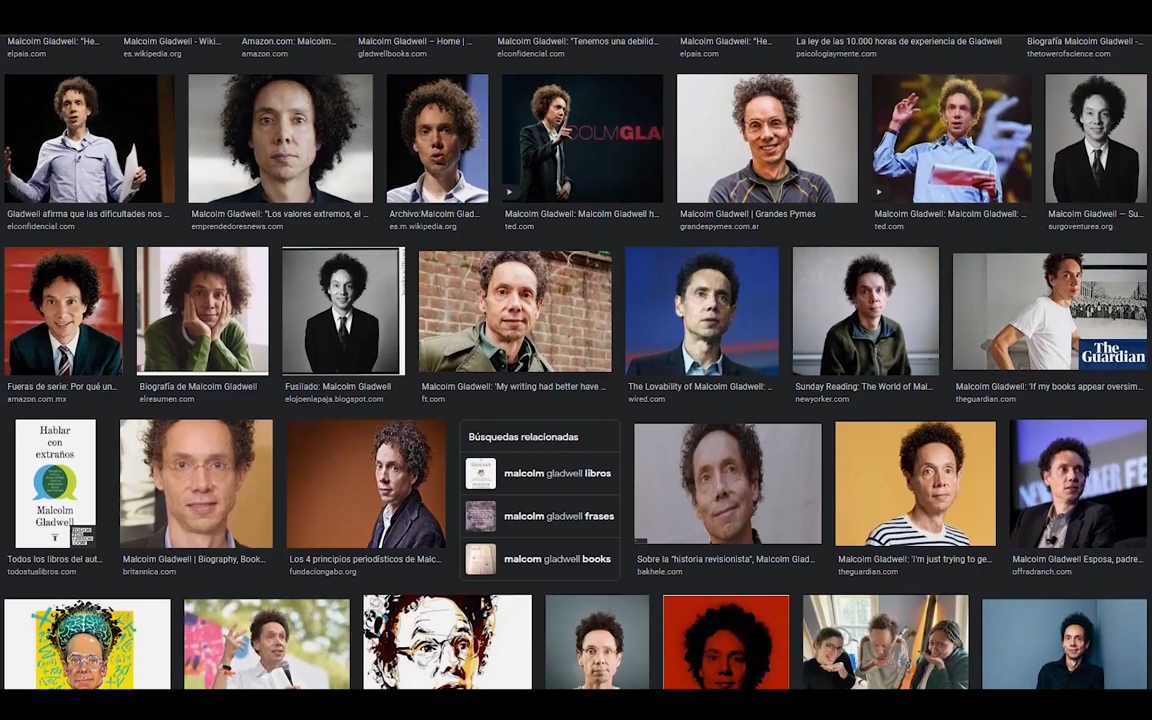 Malcolm Gladwell: "He...
Malcolm Gladwell - Wiki...
Amazon.com: Malcolm...
Malcolm Gladwell – Home | ...
Malcolm Gladwell: "Tenemos una debilid...
Malcolm Gladwell: "He...
La ley de las 10.000 horas de experiencia de Gladwell
Biografía Malcolm Gladwell -...
elpais.com
es.wikipedia.org
amazon.com
gladwellbooks.com
elconfidencial.com
elpais.com
psicologiaymente.com
thetowerofscience.com
COLMGLA
Gladwell afirma que las dificultades nos ...
Malcolm Gladwell: "Los valores extremos, el ...
Archivo:Malcolm Glad...
Malcolm Gladwell: Malcolm Gladwell h...
Malcolm Gladwell | Grandes Pymes
Malcolm Gladwell: Malcolm Gladwell: ...
Malcolm Gladwell — Su...
elconfidencial.com
emprendedoresnews.com
es.m.wikipedia.org
ted.com
grandespymes.com.ar
ted.com
surgoventures.org
The
Guardian
Fueras de serie: Por qué un...
Biografía de Malcolm Gladwell
Fusilado: Malcolm Gladwell
Malcolm Gladwell: 'My writing had better have ...
The Lovability of Malcolm Gladwell: ...
Sunday Reading: The World of Mal...
Malcolm Gladwell: 'If my books appear oversim...
amazon.com.mx
elresumen.com
elojoenlapaja.blogspot.com
ft.com
wired.com
newyorker.com
theguardian.com
Hablar
con
extraños
Malcolm
Gladwell
Búsquedas relacionadas
malcolm gladwell libros
malcolm gladwell frases
malcom gladwell books
Todos los libros del aut...
Malcolm Gladwell | Biography, Book...
Los 4 principios periodísticos de Malc...
Sobre la "historia revisionista", Malcolm Glad...
Malcolm Gladwell: 'I'm just trying to ge...
Malcolm Gladwell Esposa, padre...
todostuslibros.com
britannica.com
fundaciongabo.org
bakhele.com
theguardian.com
offradranch.com